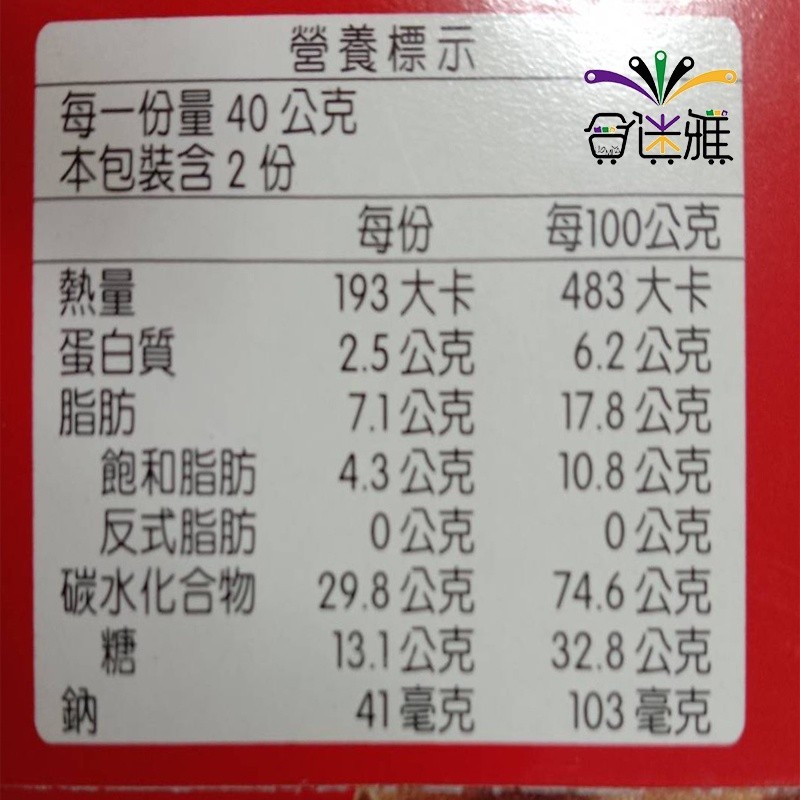 營養標示
每一份量 40 公克
本包裝含 2 份
每份 每100公克
熱量 193 大卡 483 大卡
蛋白質 2.5 公克 6.2 公克
脂肪 7.1 公克 17.8 公克
飽和脂肪 4.3 公克 10.8 公克
反式脂肪 0 公克 0 公克
碳水化合物 29.8 公克 74.6 公克
糖 13.1 公克 32.8 公克
鈉 41 毫克 103 毫克
合迷雅